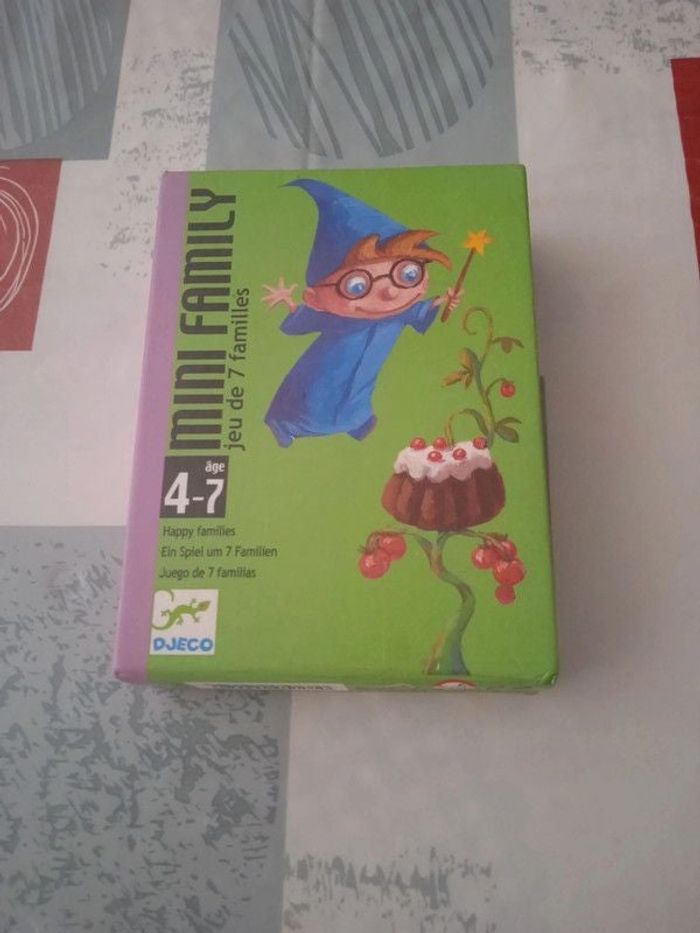 MINI FAMILY
jeu de 7 familles
âge
4-7
Happy families
Ein Spiel um 7 Familien
Juego de 7 familias
DJECO